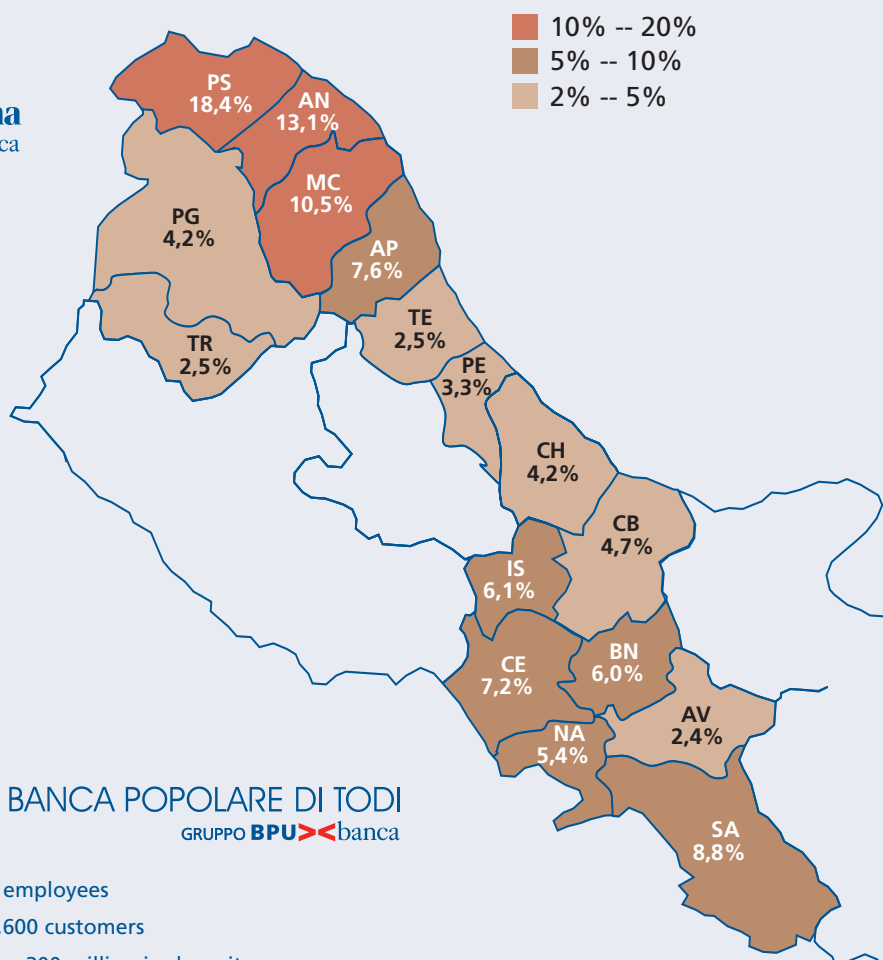 10% -- 20%
5% -- 10%
2% -- 5%
PS
18,4%
AN
13,1%
MC
10,5%
PG
4,2%
AP
7,6%
TE
2,5%
TR
2,5%
PE
3,3%
CH
4,2%
CB
4,7%
IS
6,1%
BN
6,0%
CE
7,2%
AV
2,4%
NA
5,4%
BANCA POPOLARE DI TODI
GRUPPO BPU><banca
SA
8,8%
employees
,600 customers